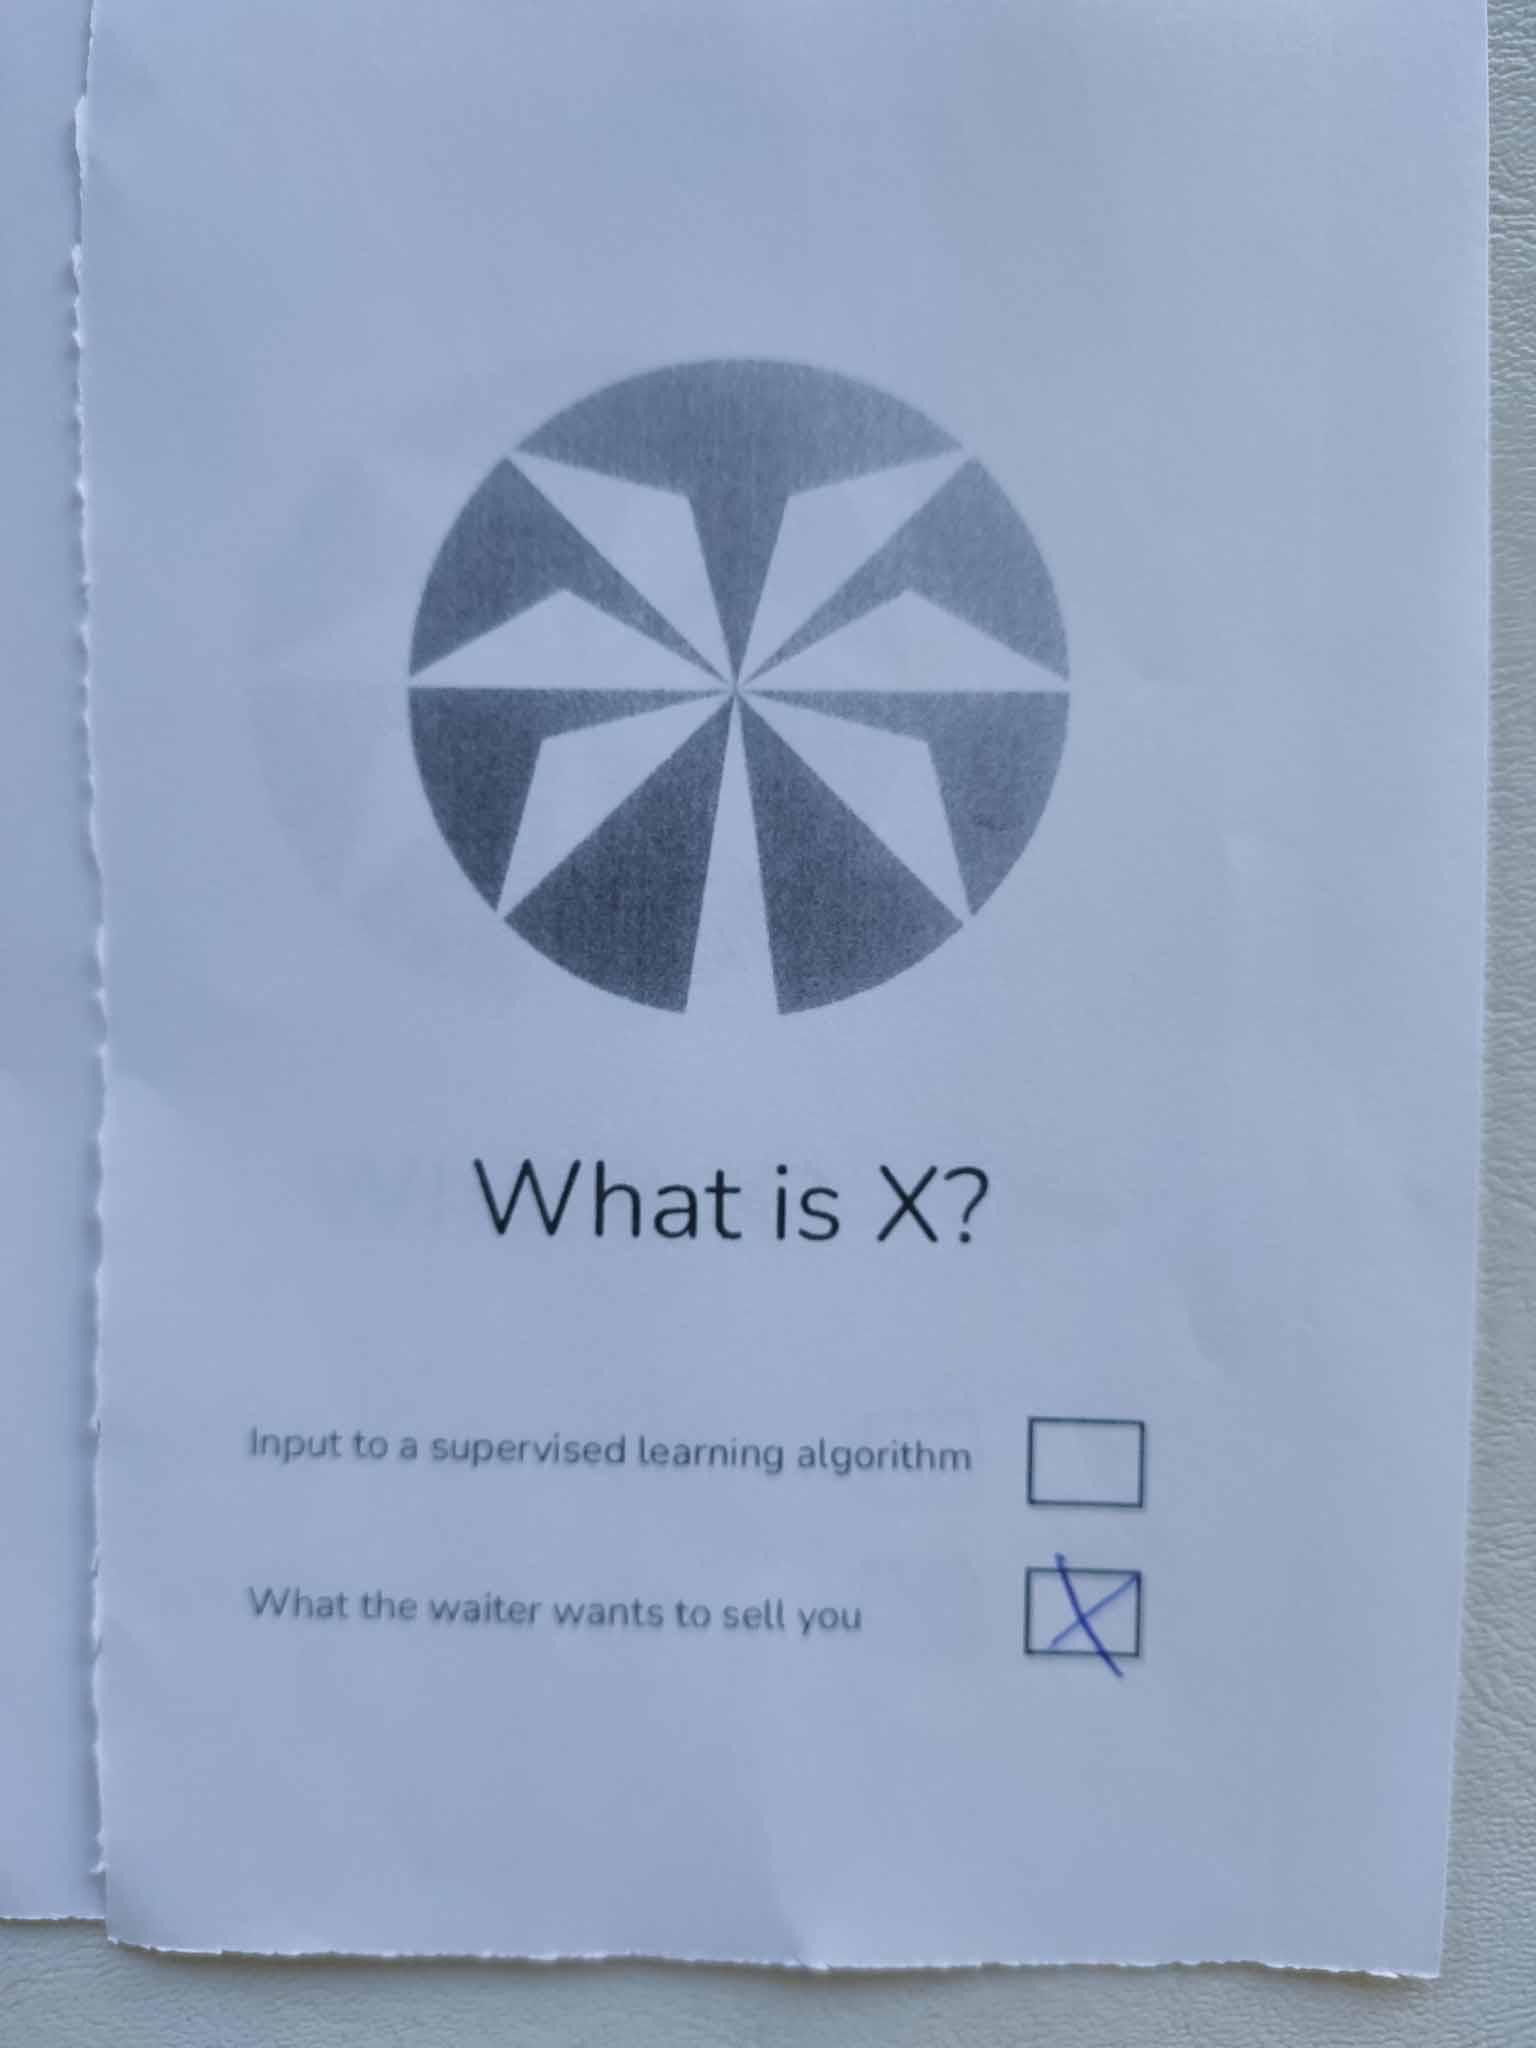 What is X?
Input to a supervised learning algorithm
What the waiter wants to sell you